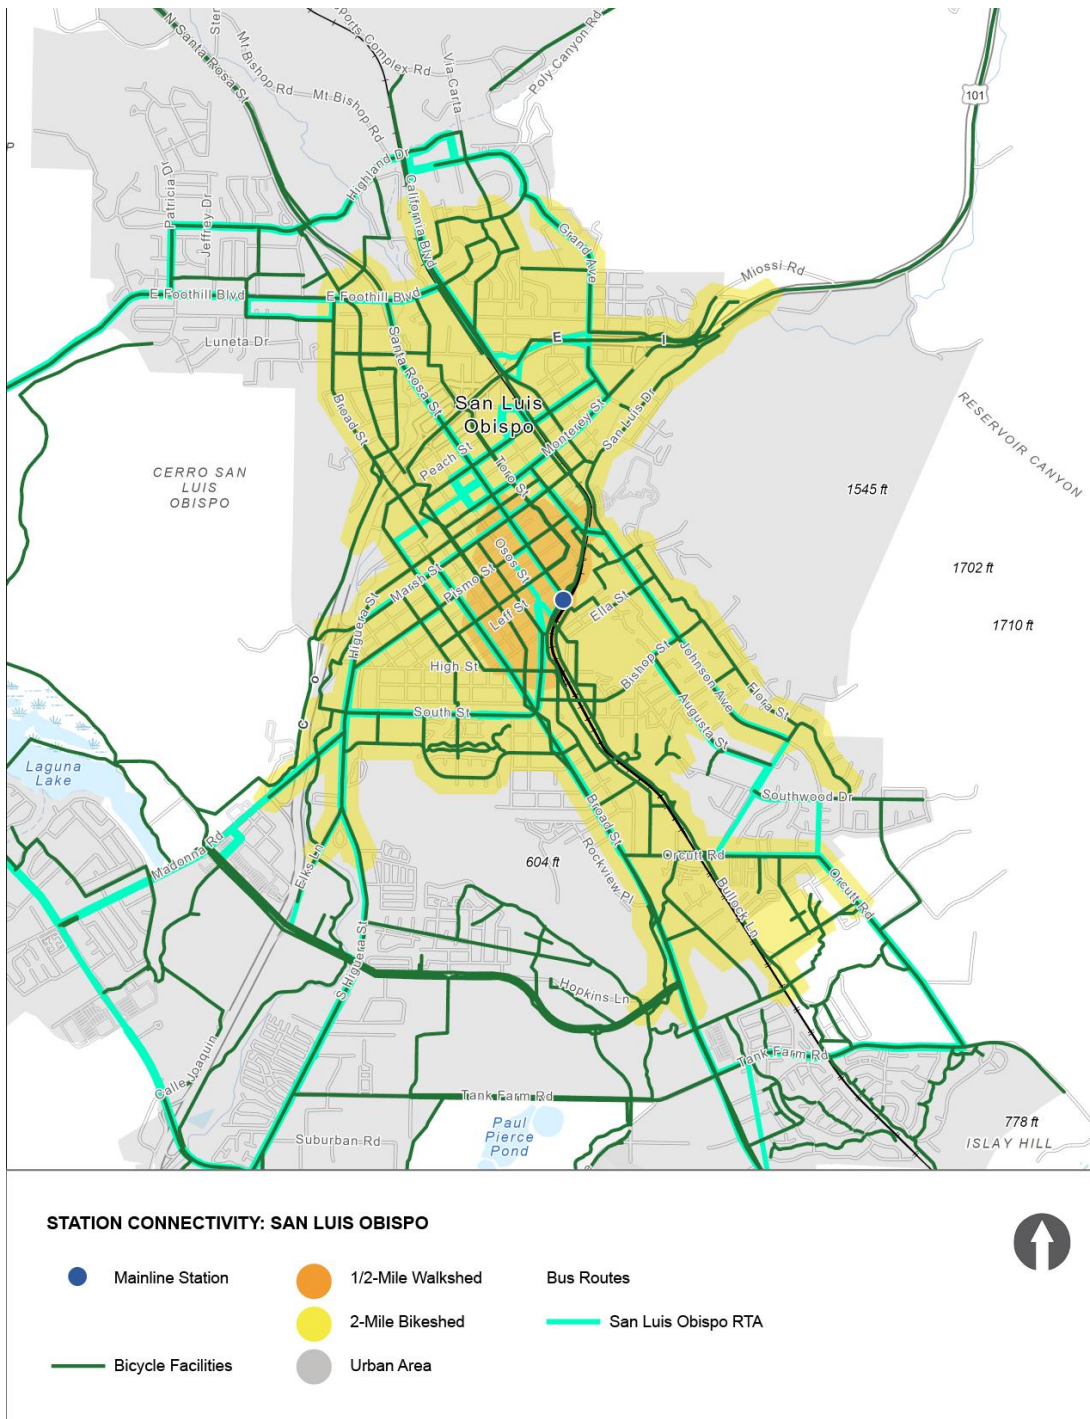 N Santa Rosa St
Mt Bishop Rd
Mt Bishop Rd
Sports Complex Rd
Via Carta
Poly Canyon Rd
101
Highland Dr
Patricia Dr
Jeffrey Dr
California Blvd
Grand Ave
Miossi Rd
E Foothill Blvd
E Foothill Blvd
Luneta Dr
E
l
Santa Rosa St
San Luis
Obispo
Broad St
Peach St
Toro St
Monterey St
San Luis Dr
RESERVOIR CANYON
CERRO SAN
LUIS
OBISPO
1545 ft
1702 ft
1710 ft
Osos St
Marsh St
Pismo St
Leff St
Ella St
Higuera St
High St
Bishop St
Johnson Ave
Flora St
Augusta St
South St
C
o
Laguna
Lake
Madonna Rd
Elks Ln
Broad St
Rockview Pl
604 ft
Southwood Dr
Orcutt Rd
Orcutt Rd
Bullock Ln
S Higuera St
Hopkins Ln
Calle Joaquin
Tank Farm Rd
Tank Farm Rd
Suburban Rd
Paul
Pierce
Pond
778 ft
ISLAY HILL
STATION CONNECTIVITY: SAN LUIS OBISPO
Mainline Station
1/2-Mile Walkshed
Bus Routes
2-Mile Bikeshed
San Luis Obispo RTA
Bicycle Facilities
Urban Area